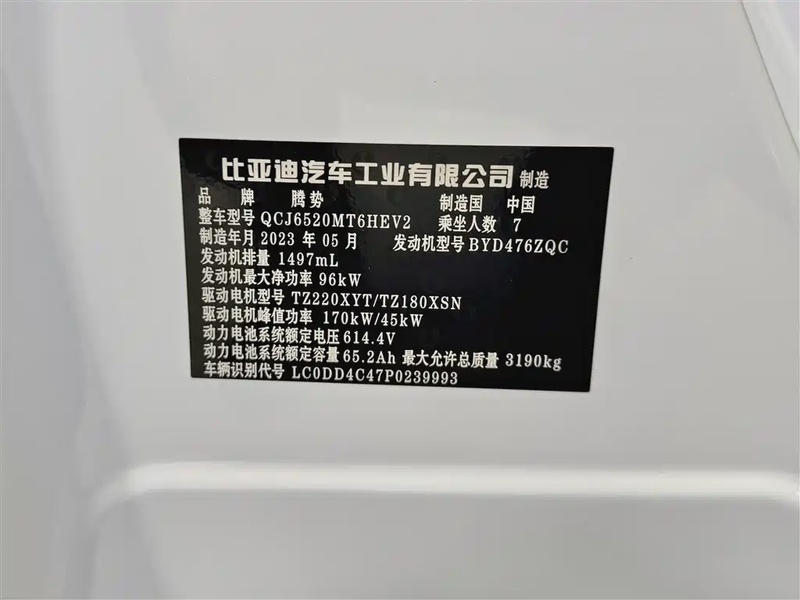 比亚迪汽车工业有限公司 制造
品 牌 腾势 制造国 中国
整车型号 QCJ6520MT6HEV2 乘坐人数 7
制造年月 2023 年 05 月 发动机型号 BYD476ZQC
发动机排量 1497mL
发动机最大净功率 96kW
驱动电机型号 TZ220XYT/TZ180XSN
驱动电机峰值功率 170kW/45kW
动力电池系统额定电压 614.4V
动力电池系统额定容量 65.2Ah 最大允许总质量 3190kg
车辆识别代号 LC0DD4C47P0239993